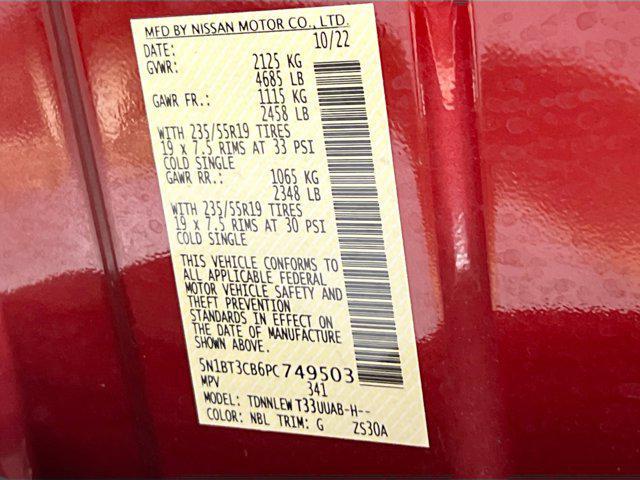 MFD BY NISSAN MOTOR CO., LTD.
DATE: 10/22
GVWR: 2125 KG
4685 LB
GAWR FR.: 1115 KG
2458 LB
WITH 235/55R19 TIRES
19 x 7.5 RIMS AT 33 PSI
COLD SINGLE
GAWR RR.: 1065 KG
2348 LB
WITH 235/55R19 TIRES
19 x 7.5 RIMS AT 30 PSI
COLD SINGLE
THIS VEHICLE CONFORMS TO
ALL APPLICABLE FEDERAL
MOTOR VEHICLE SAFETY AND
THEFT PREVENTION
STANDARDS IN EFFECT ON
THE DATE OF MANUFACTURE
SHOWN ABOVE.
5N1BT3CB6PC749503
MPV 341
MODEL: TDNNLEW T33UUAB-H--
COLOR: NBL TRIM: G ZS30A